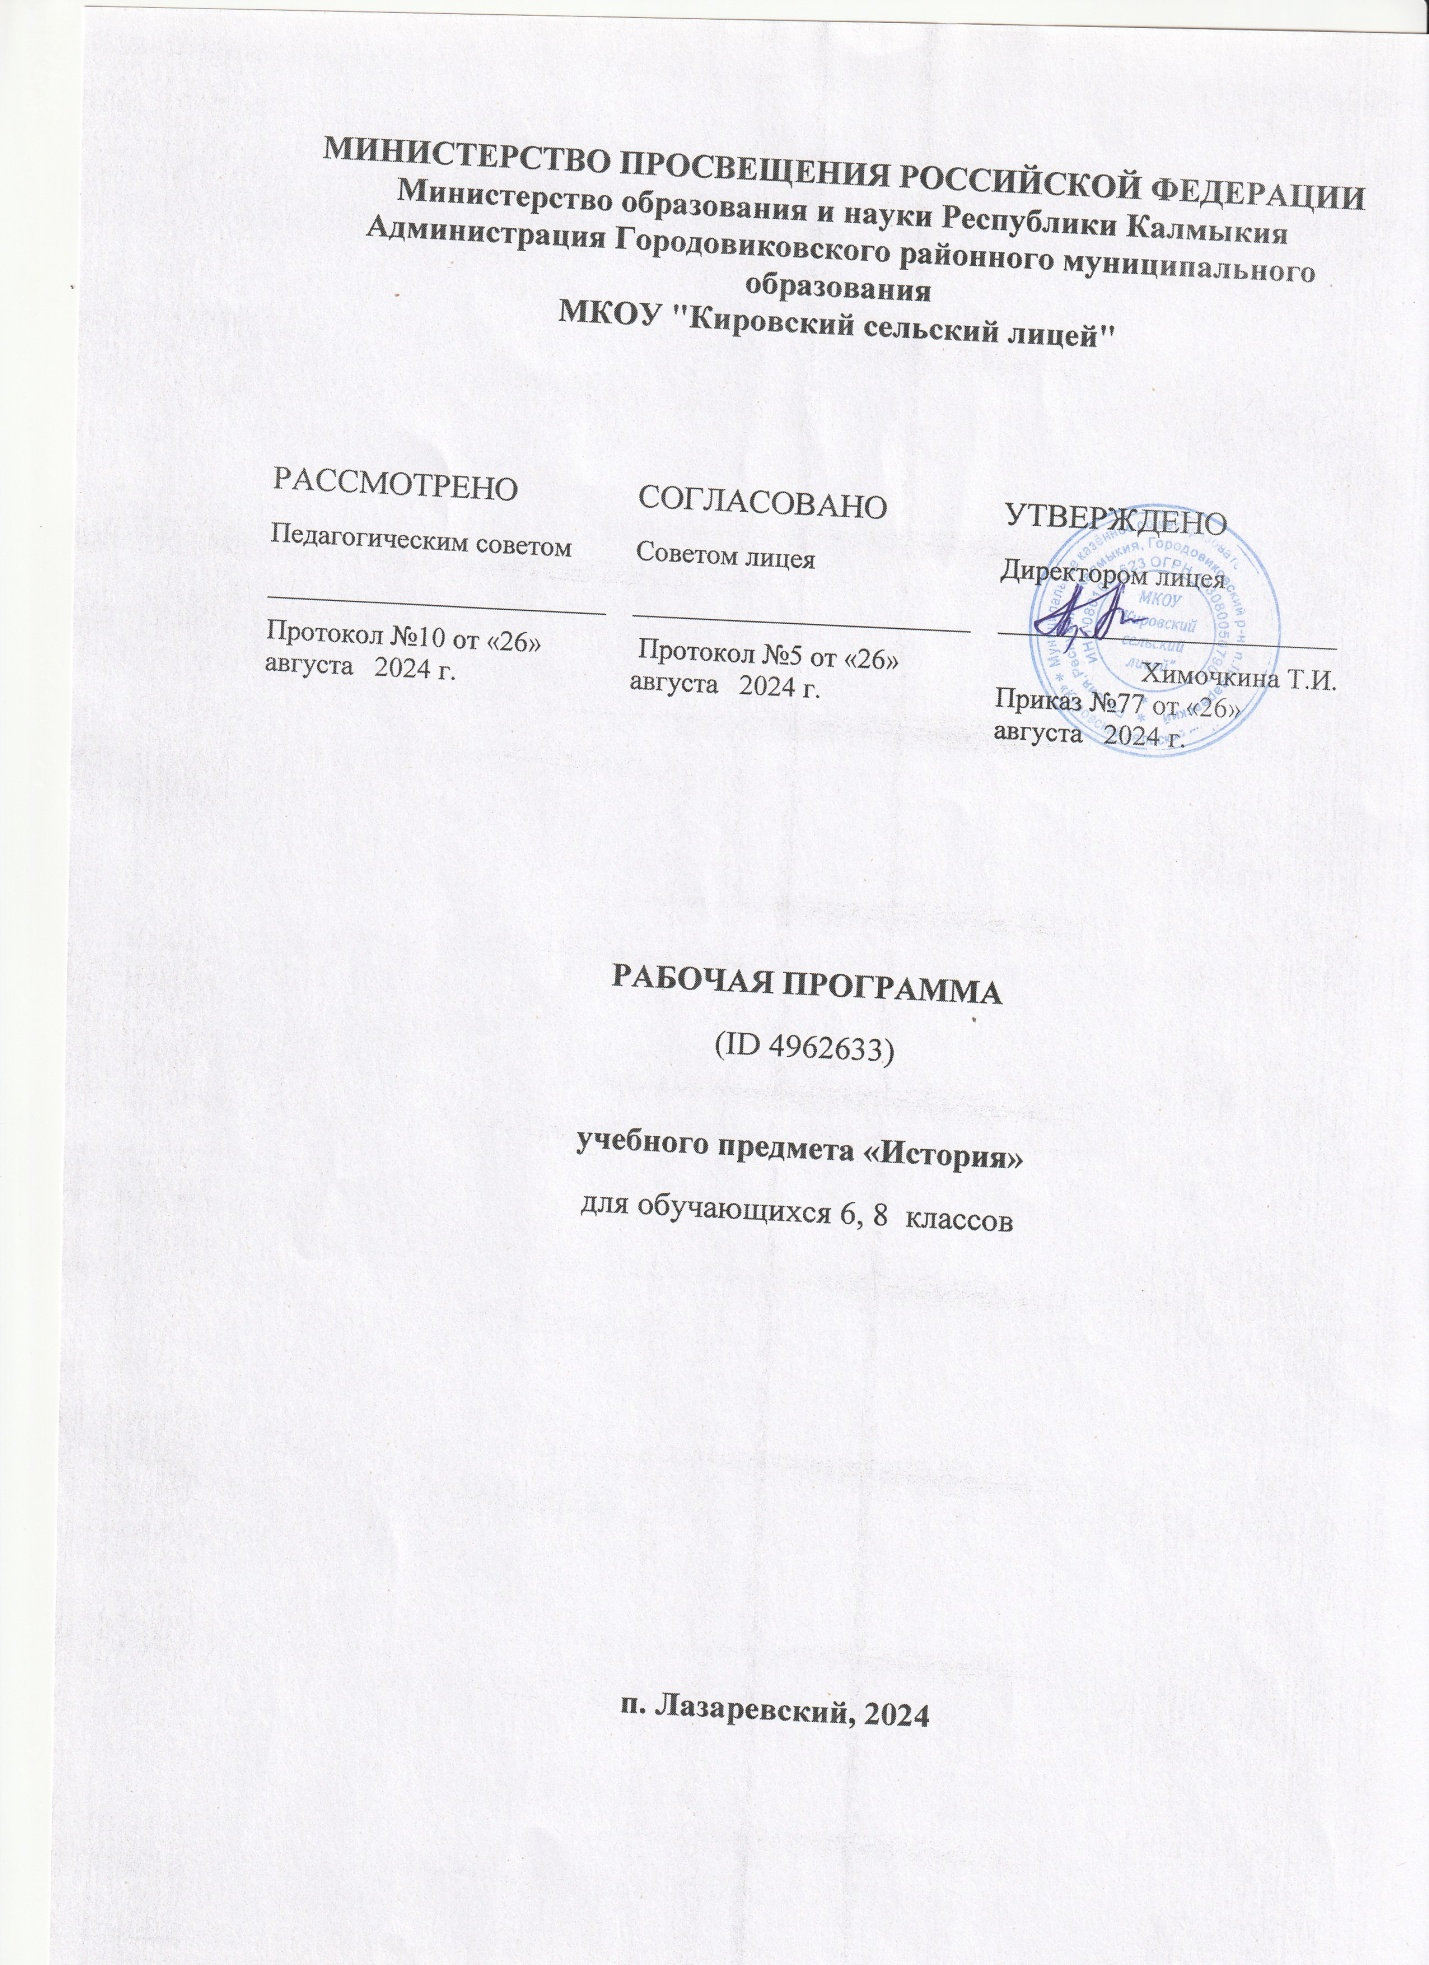 МИНИСТЕРСТВО ПРОСВЕЩЕНИЯ РОССИЙСКОЙ ФЕДЕРАЦИИ
Министерство образования и науки Республики Калмыкия
Администрация Городовиковского районного муниципального
образования
МКОУ "Кировский сельский лицей"
РАССМОТРЕНО
Педагогическим советом
Протокол №10 от «26»
августа 2024 г.
СОГЛАСОВАНО
Советом лицея
Протокол №5 от «26»
августа 2024 г.
УТВЕРЖДЕНО
Директором лицея
Химочкина Т.И.
Приказ №77 от «26»
августа 2024 г.
МКОУ
Кировский
сельский
лицей"
РАБОЧАЯ ПРОГРАММА
(ID 4962633)
учебного предмета «История»
для обучающихся 6, 8 классов
п. Лазаревский, 2024